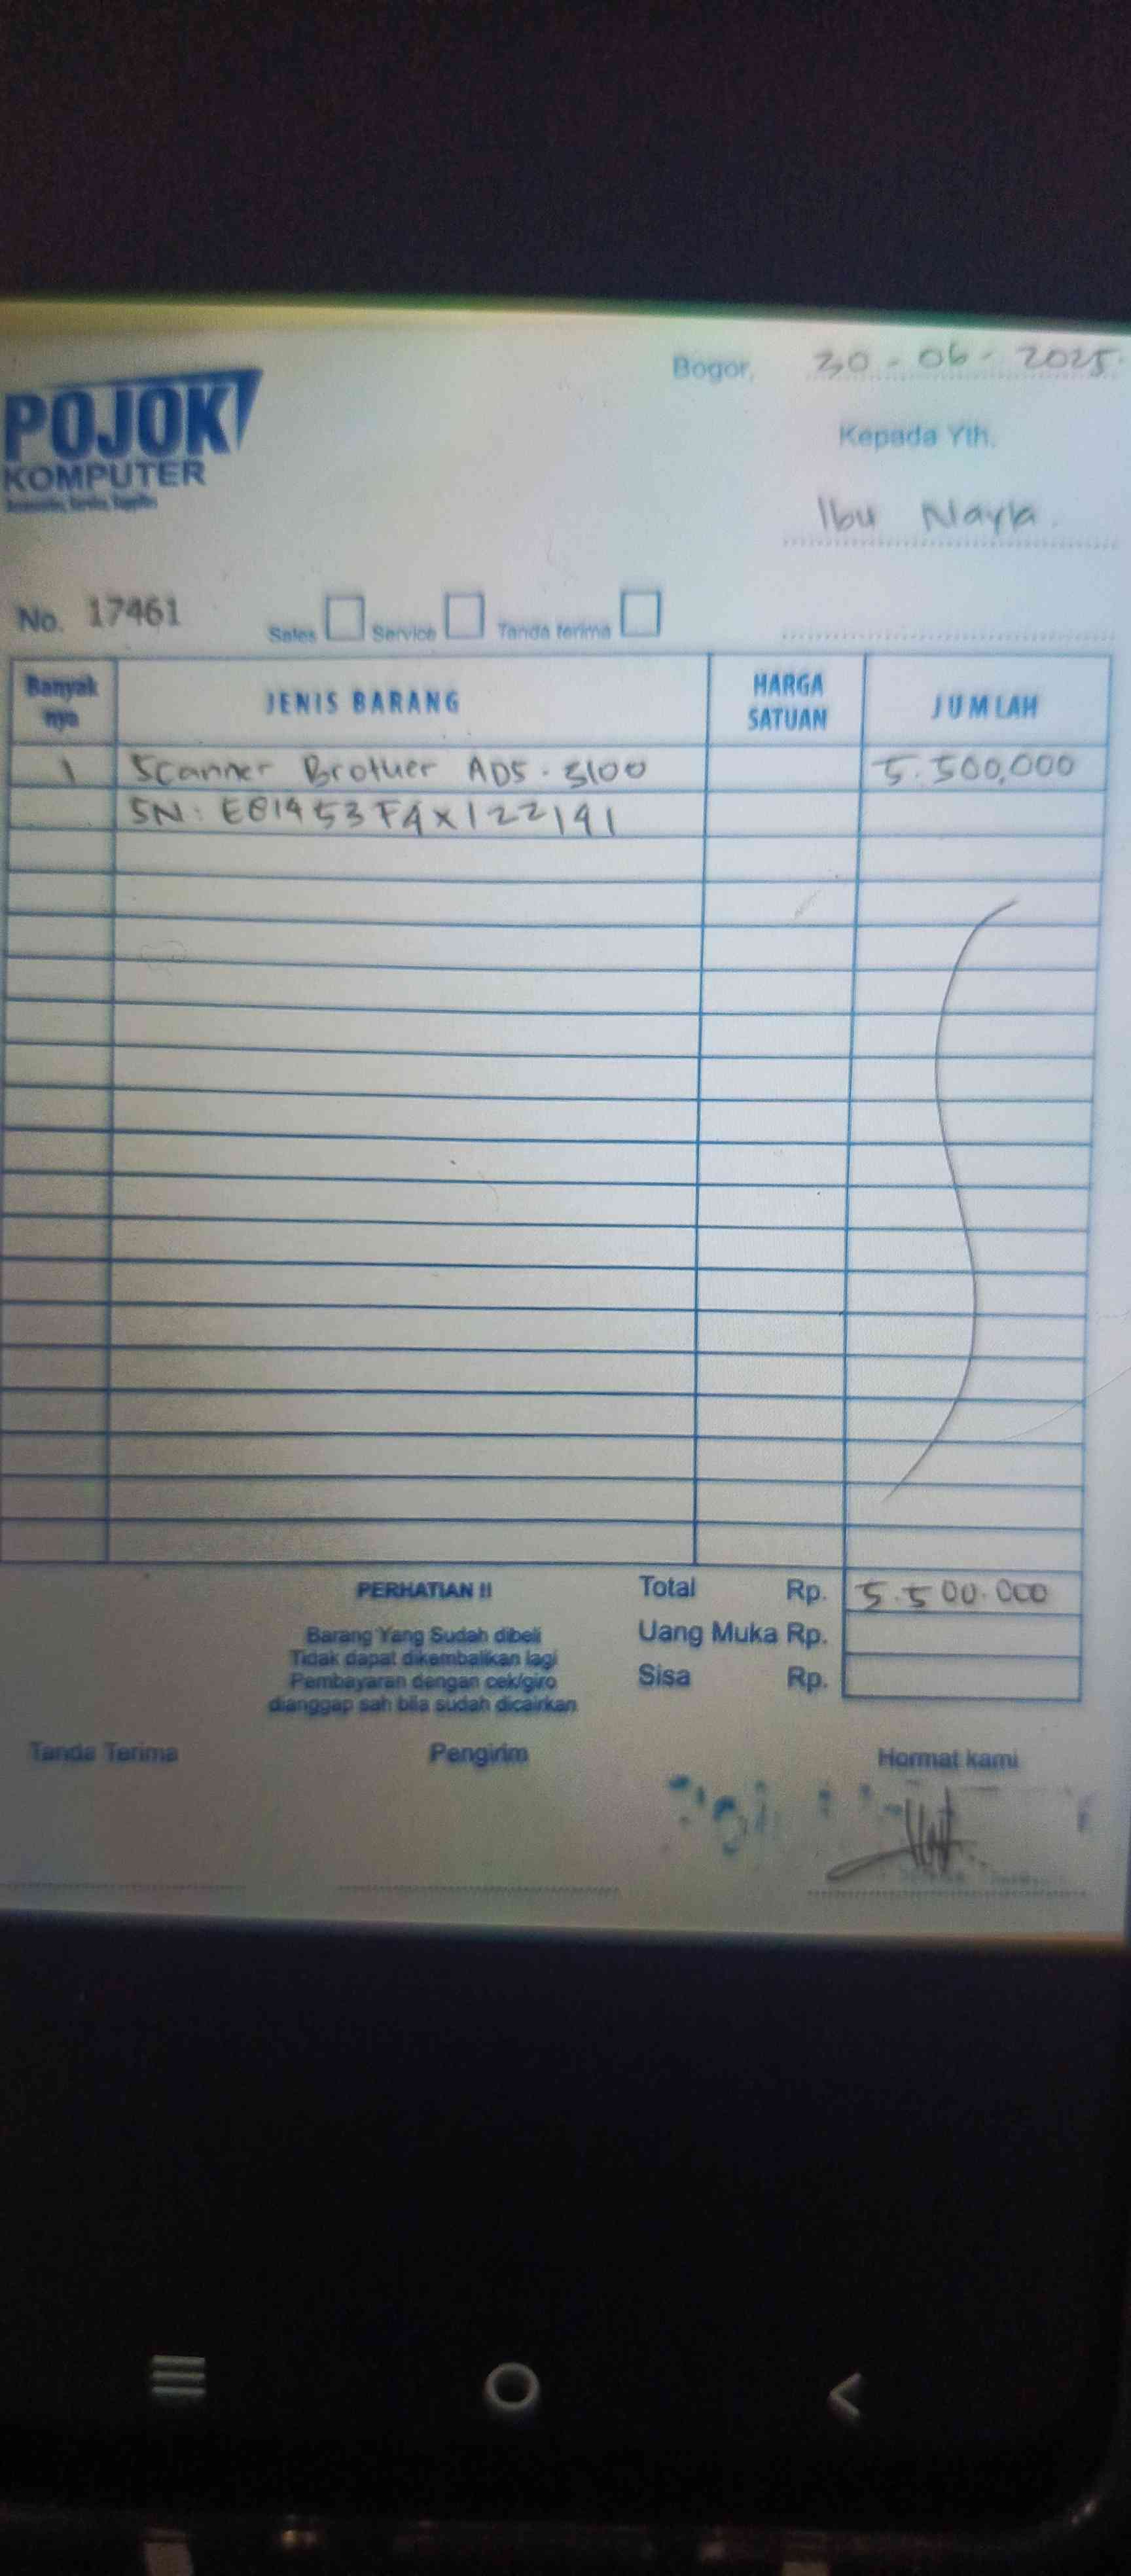 Bogor, 30-06-2025
POJOK
KOMPUTER
Kepada Yth.
Ibu Nayla.
No. 17461
Sales Service Tanda terima
Banyak nya JENIS BARANG HARGA SATUAN JUMLAH
1 Scanner Brother ADS-3100 5.500,000
SN: E81453F4X122141
PERHATIAN !!
Total Rp. 5.500.000
Barang Yang Sudah dibeli
Uang Muka Rp.
Tidak dapat dikembalikan lagi
Sisa Rp.
Pembayaran dengan cek/giro
dianggap sah bila sudah dicairkan
Tanda Terima Pengirim Hormat kami